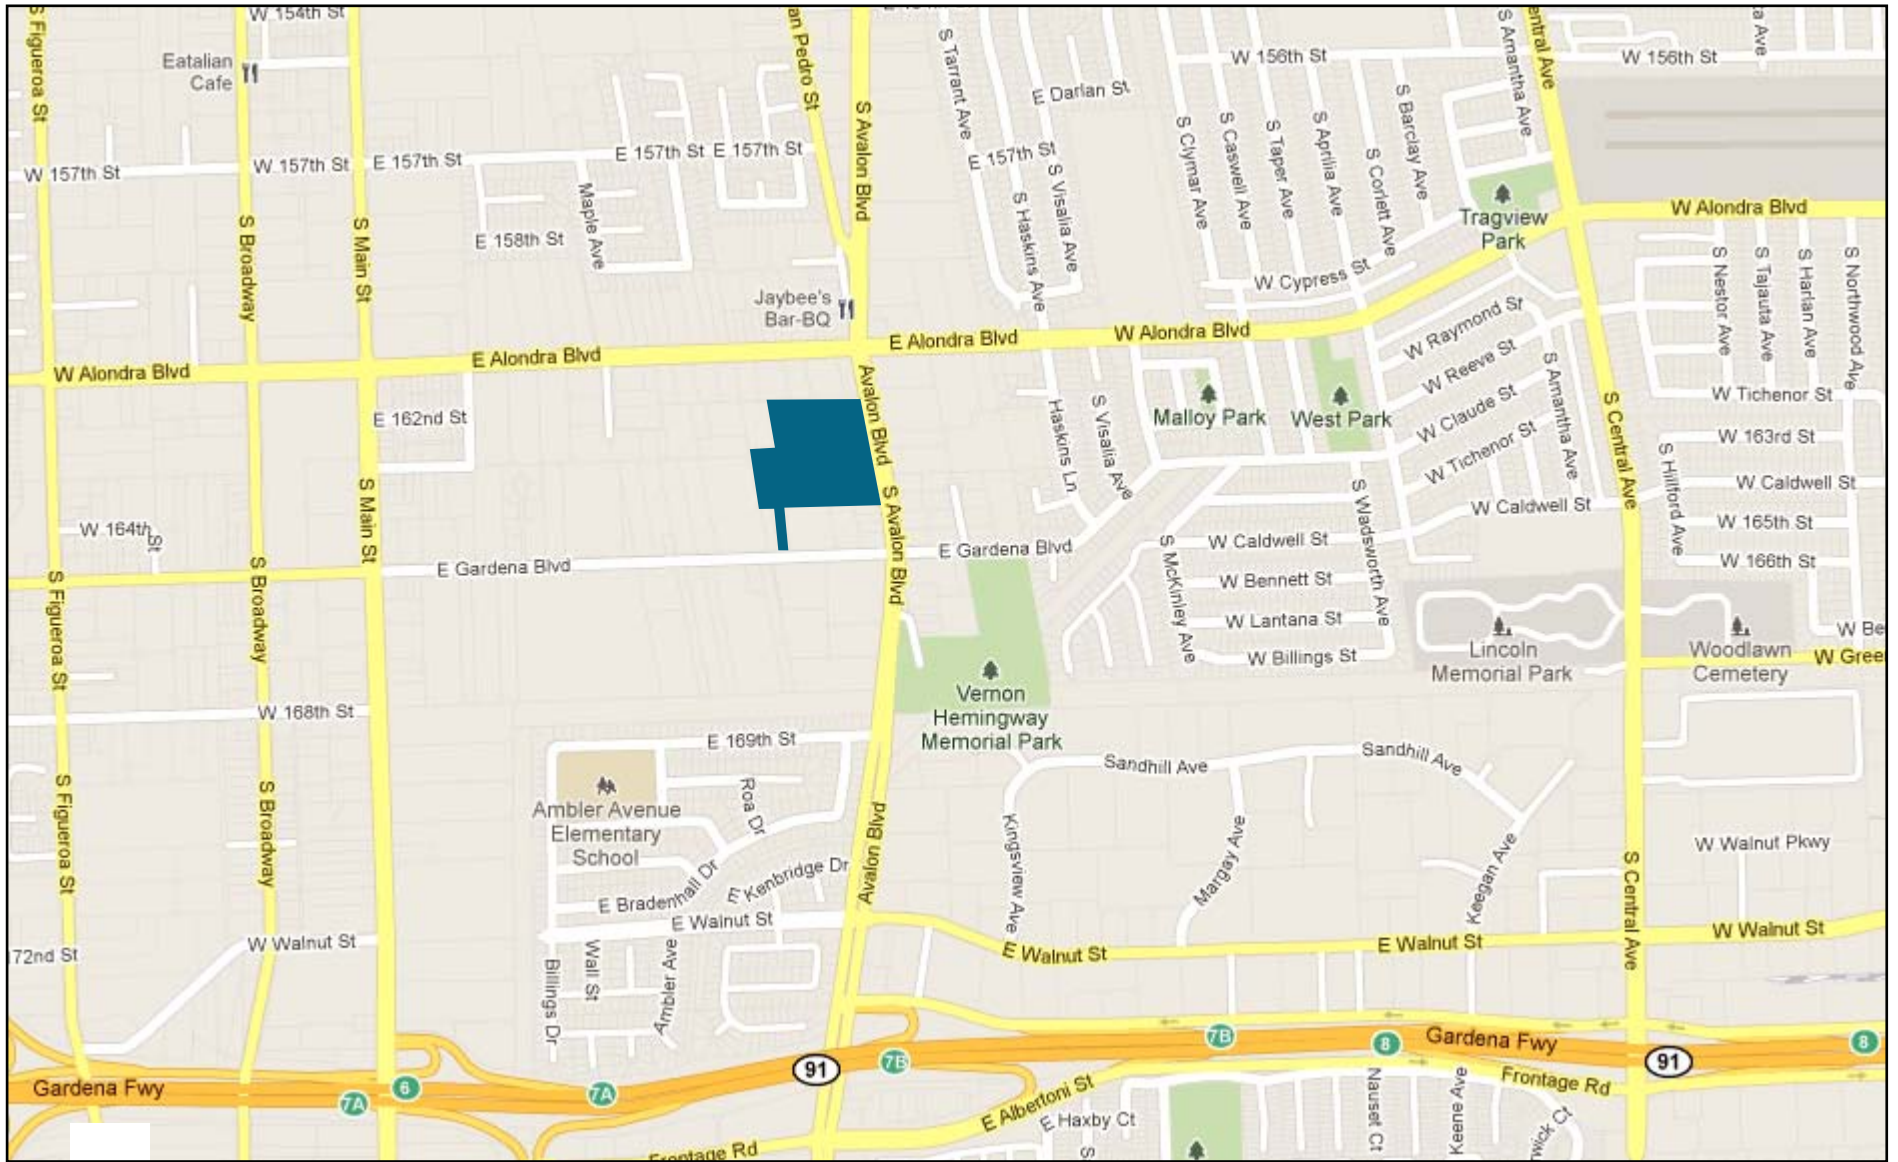 W 154th St
S Figueroa St
Eatalian
Cafe
an Pedro St
S Avalon Blvd
S Tarrant Ave
E Darlan St
W 156th St
S Amantha Ave
entral Ave
W 156th St
a Ave
S Barclay Ave
S Clymar Ave
S Caswell Ave
S Taper Ave
S Aprilia Ave
S Corlett Ave
W 157th St
W 157th St
E 157th St
E 157th St
E 157th St
E 157th St
S Visalia Ave
S Haskins Ave
Maple Ave
E 158th St
S Broadway
S Main St
Tragview
Park
W Alondra Blvd
W Cypress St
Jaybee's
Bar-BQ
S Nestor Ave
S Tajauta Ave
S Harlan Ave
S Northwood Ave
W Alondra Blvd
E Alondra Blvd
E Alondra Blvd
W Alondra Blvd
W Raymond St
W Reeve St
W Claude St
W Tichenor St
S Amantha Ave
S Central Ave
W Tichenor St
E 162nd St
Avalon Blvd
Haskins Ln
S Visalia Ave
Malloy Park
West Park
W 163rd St
S Hillford Ave
W Caldwell St
W Caldwell St
W 165th St
W 166th St
W 164th St
S Main St
S Avalon Blvd
E Gardena Blvd
E Gardena Blvd
S Wadsworth Ave
S McKinley Ave
W Caldwell St
W Bennett St
W Lantana St
W Billings St
S Figueroa St
S Broadway
Lincoln
Memorial Park
Woodlawn
Cemetery
W Be
W Gree
Vernon
Hemingway
Memorial Park
W 168th St
E 169th St
Sandhill Ave
Sandhill Ave
Ambler Avenue
Elementary
School
Roa Dr
S Figueroa St
S Broadway
Avalon Blvd
Kingsview Ave
Margay Ave
Keegan Ave
W Walnut Pkwy
S Central Ave
E Bradenhall Dr
E Kenbridge Dr
E Walnut St
W Walnut St
E Walnut St
E Walnut St
W Walnut St
172nd St
Billings Dr
Wall St
Ambler Ave
Gardena Fwy
7A
6
7A
91
7B
7B
8
Gardena Fwy
91
8
Frontage Rd
E Albertoni St
E Haxby Ct
Nauset Ct
Keene Ave
wick Ct
Frontage Rd
S